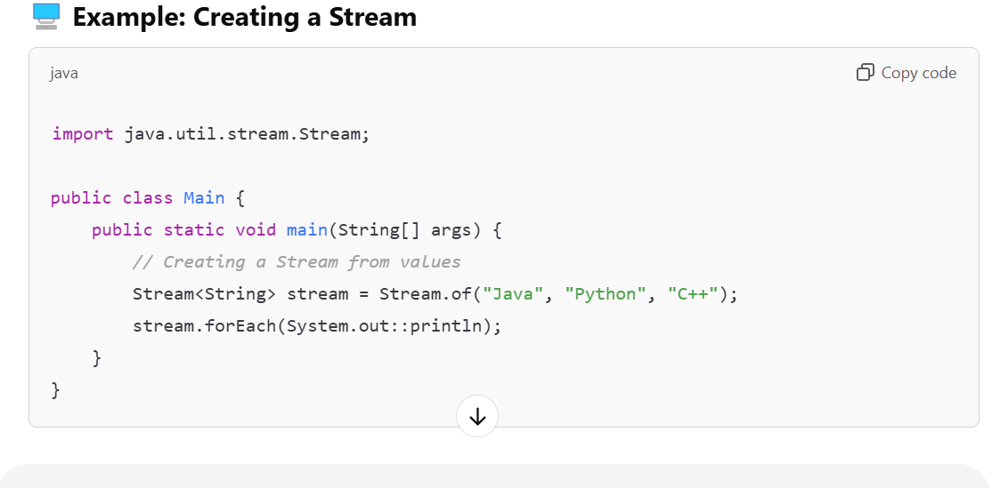 Example: Creating a Stream
java
Copy code
import java.util.stream.Stream;
public class Main {
    public static void main(String[] args) {
        // Creating a Stream from values
        Stream<String> stream = Stream.of("Java", "Python", "C++");
        stream.forEach(System.out::println);
    }
}